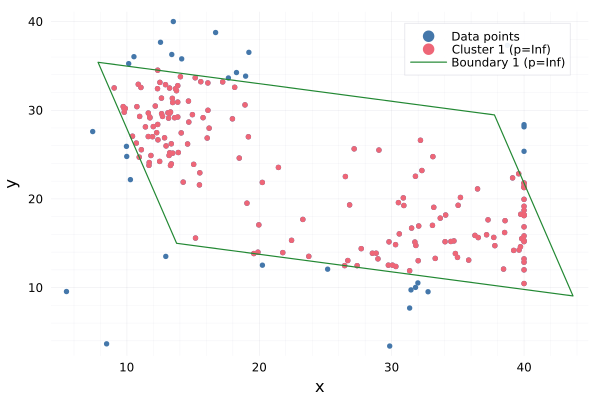 40
Data points
Cluster 1 (p=Inf)
Boundary 1 (p=Inf)
30
y
20
10
10 20 30 40
x